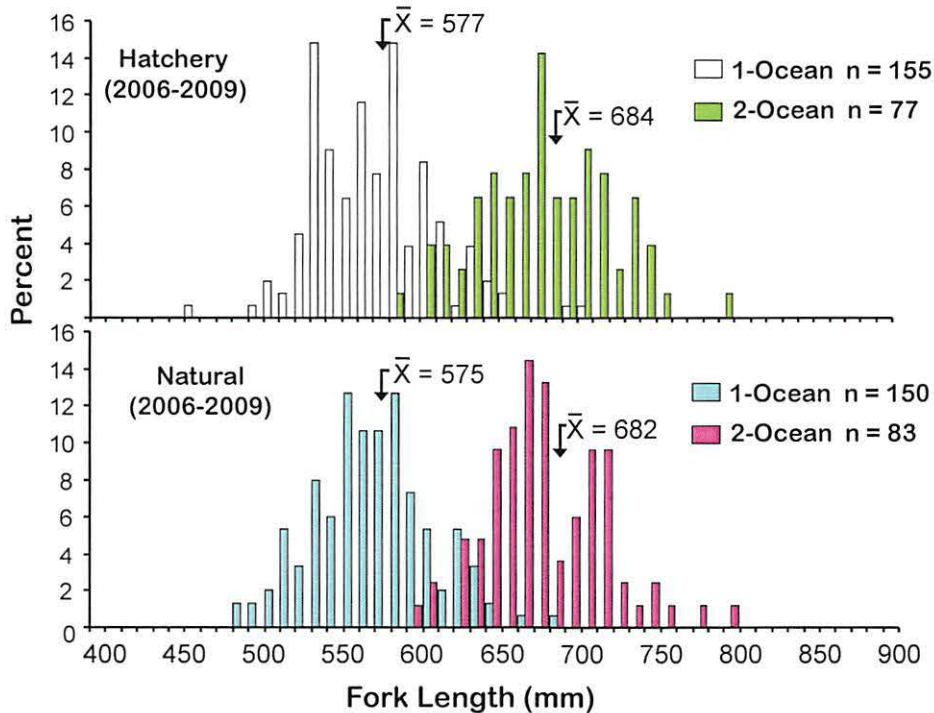 Percent
16
14
12
10
8
6
4
2
Hatchery
(2006-2009)
X̄ = 577
X̄ = 684
1-Ocean n = 155
2-Ocean n = 77
14
12
10
8
6
4
2
0
Natural
(2006-2009)
X̄ = 575
X̄ = 682
1-Ocean n = 150
2-Ocean n = 83
400 450 500 550 600 650 700 750 800 850 900
Fork Length (mm)